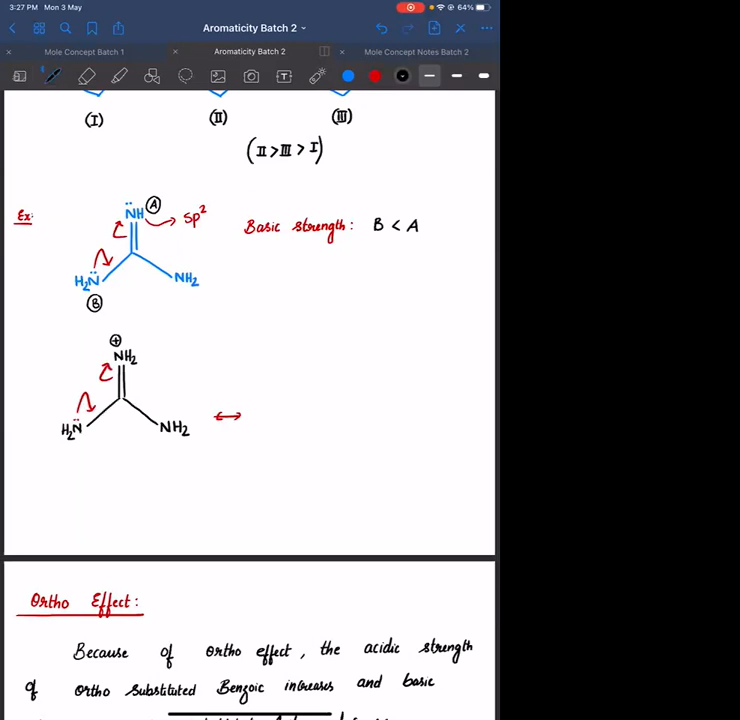 3:27 PM Mon 3 May
64%
Aromaticity Batch 2
Mole Concept Batch 1
Aromaticity Batch 2
Mole Concept Notes Batch 2
(I) (II) (III)
(II > III > I)
Ex:
NH (A) sp²
Basic strength: B < A
H₂N NH₂
(B)
⊕
NH₂
H₂N NH₂ ↔
Ortho Effect:
Because of ortho effect, the acidic strength
of ortho substituted Benzoic increases and basic